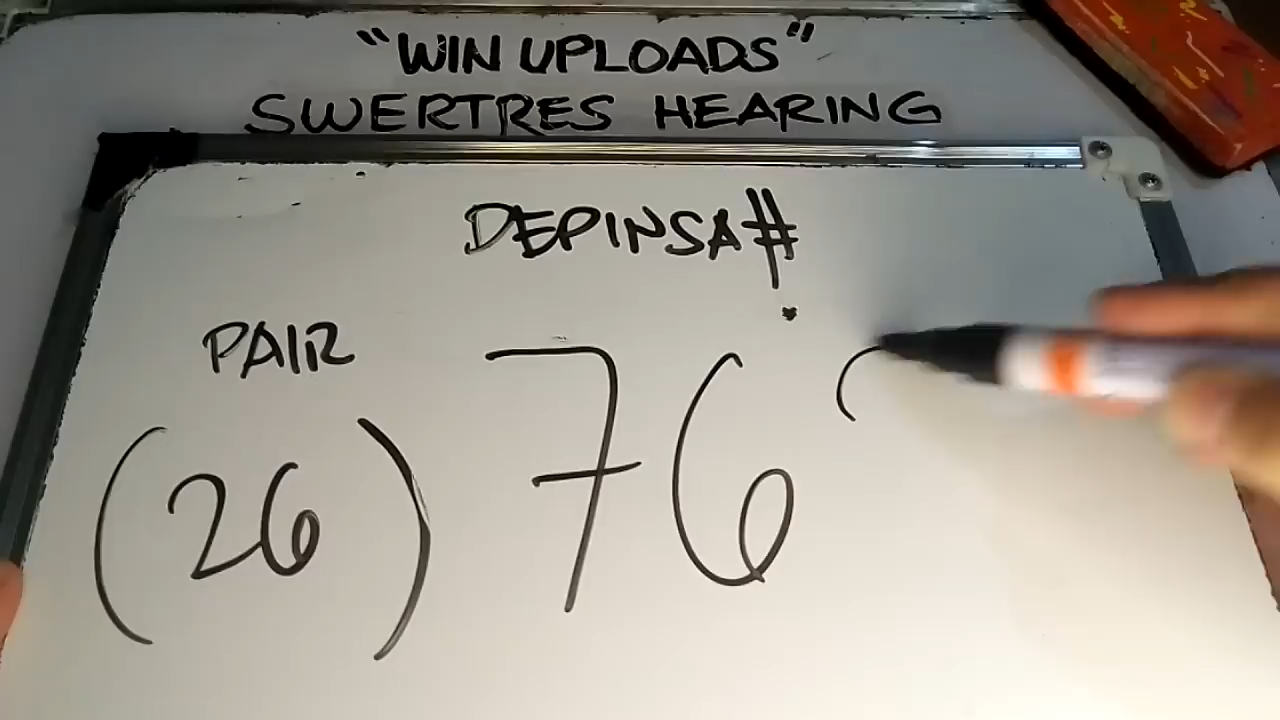 “WIN UPLOADS”
SWERTRES HEARING
DEPINSA#
PAIR
(26) 76